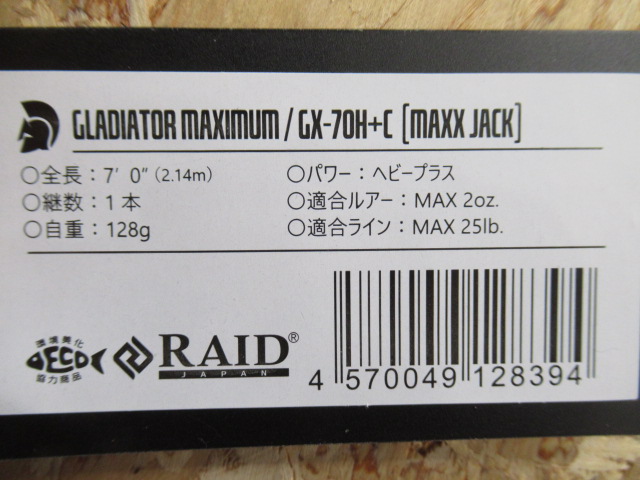 GLADIATOR MAXIMUM / GX-70H+C [MAXX JACK]
○全長：7' 0" (2.14m)
○継数：1本
○自重：128g
○パワー：ヘビープラス
○適合ルアー：MAX 2oz.
○適合ライン：MAX 25lb.
環境美化
ECO
協力商品
RAID®
JAPAN
4 570049 128394